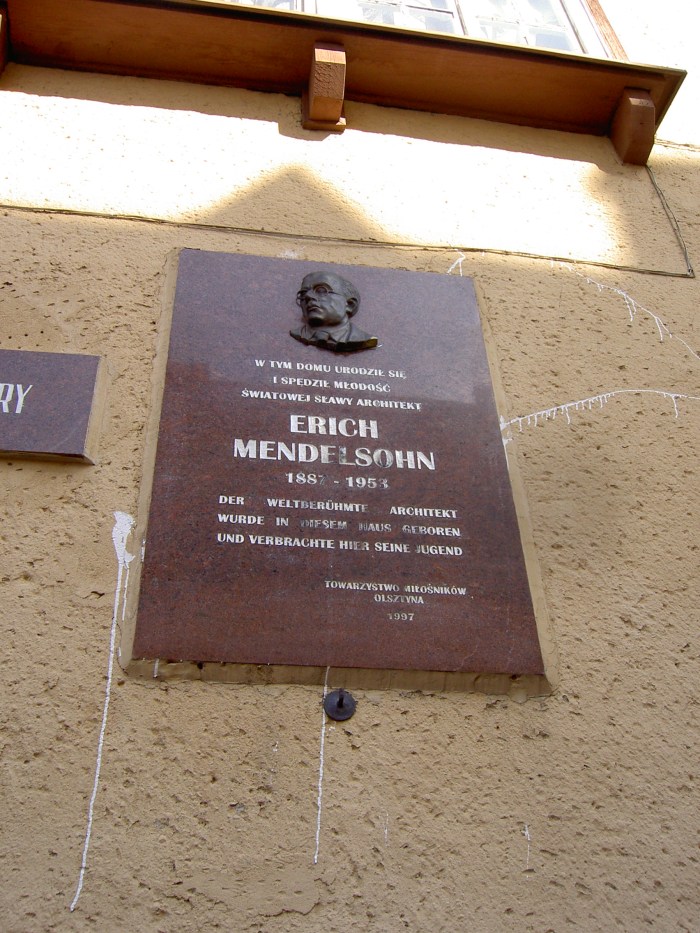 RY
W TYM DOMU URODZIŁ SIĘ
I SPĘDZIŁ MŁODOŚĆ
ŚWIATOWEJ SŁAWY ARCHITEKT
ERICH
MENDELSOHN
1887 - 1953
DER WELTBERÜHMTE ARCHITEKT
WURDE IN DIESEM HAUS GEBOREN
UND VERBRACHTE HIER SEINE JUGEND
TOWARZYSTWO MIŁOŚNIKÓW
OLSZTYNA
1997